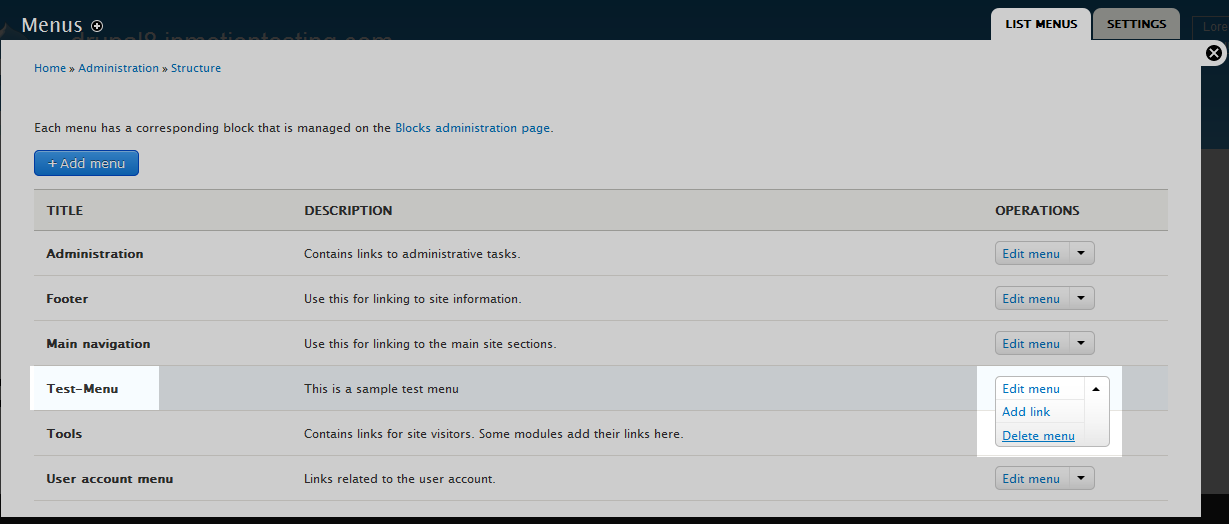 Menus
LIST MENUS
SETTINGS
drupal8.inmotiontesting.com
Lore
Home » Administration » Structure
Each menu has a corresponding block that is managed on the Blocks administration page.
+ Add menu
TITLE DESCRIPTION OPERATIONS
Administration Contains links to administrative tasks. Edit menu
Footer Use this for linking to site information. Edit menu
Main navigation Use this for linking to the main site sections. Edit menu
Test-Menu This is a sample test menu Edit menu
Add link
Tools Contains links for site visitors. Some modules add their links here. Delete menu
User account menu Links related to the user account. Edit menu